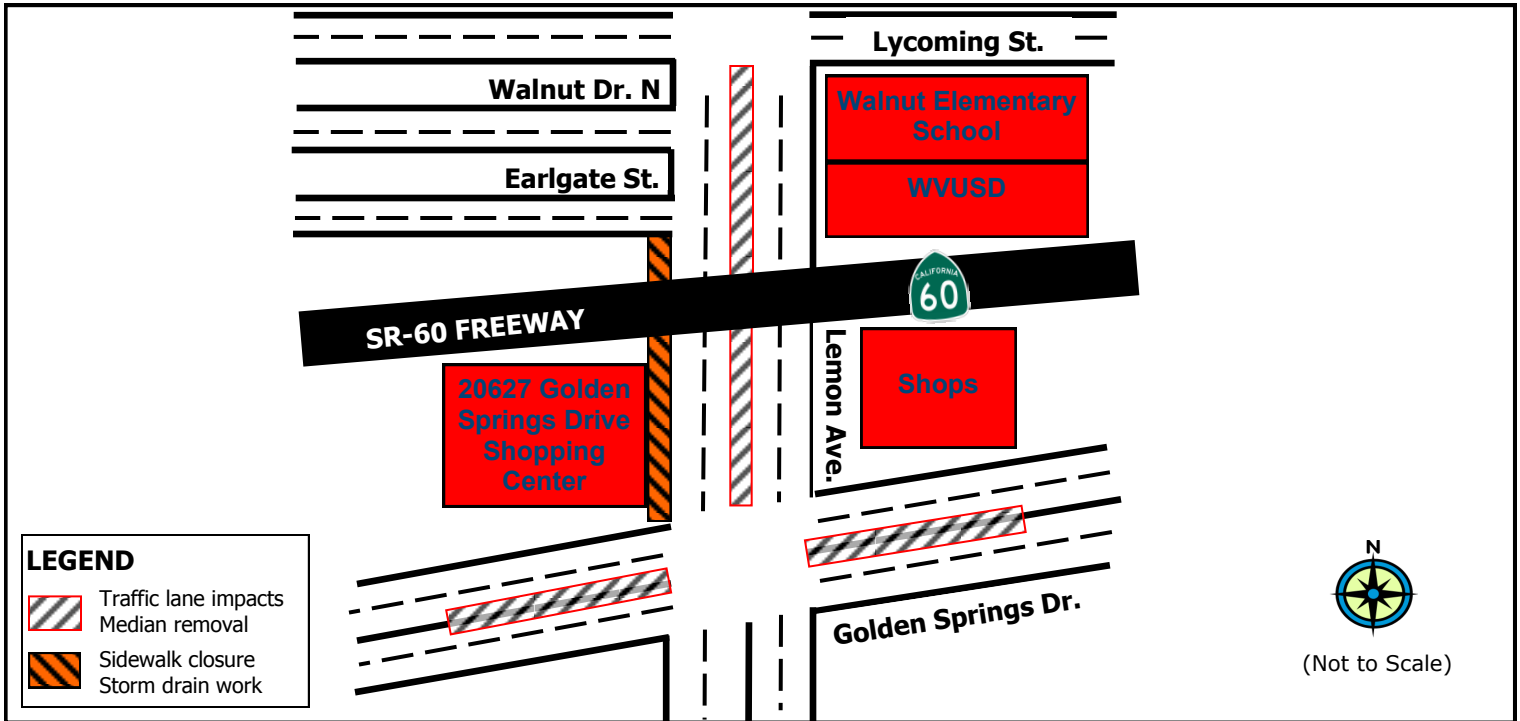 Lycoming St.
Walnut Dr. N
Walnut Elementary
School
Earlgate St.
WVUSD
CALIFORNIA
60
SR-60 FREEWAY
Lemon Ave.
20627 Golden
Springs Drive
Shopping
Center
Shops
Golden Springs Dr.
LEGEND
Traffic lane impacts
Median removal
Sidewalk closure
Storm drain work
N
(Not to Scale)